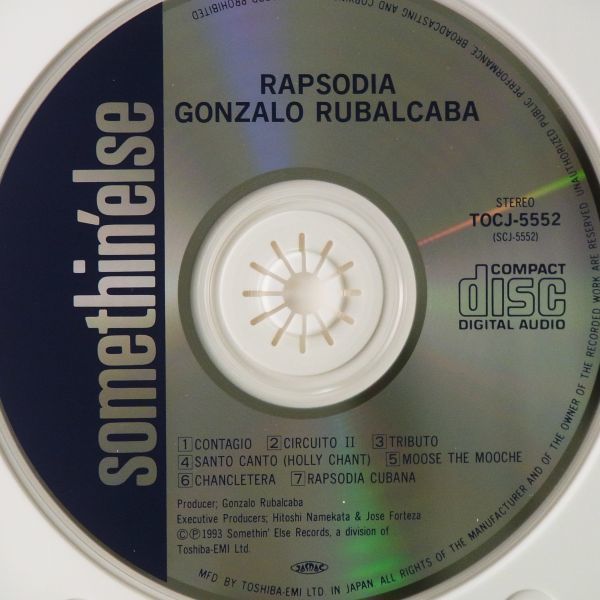 RAPSODIA
GONZALO RUBALCABA
somethin'else
STEREO
TOCJ-5552
(SCJ-5552)
COMPACT
disc
DIGITAL AUDIO
1 CONTAGIO 2 CIRCUITO II 3 TRIBUTO
4 SANTO CANTO (HOLLY CHANT) 5 MOOSE THE MOOCHE
6 CHANCLETERA 7 RAPSODIA CUBANA
Producer; Gonzalo Rubalcaba
Executive Producers; Hitoshi Namekata & Jose Forteza
ⒸⓅ1993 Somethin' Else Records, a division of
Toshiba-EMI Ltd.
JASRAC
MFD BY TOSHIBA-EMI LTD. IN JAPAN ALL RIGHTS OF THE MANUFACTURER AND OF THE OWNER OF THE RECORDED WORK ARE RESERVED UNAUTHORIZED PUBLIC PERFORMANCE BROADCASTING AND COPYING PROHIBITED